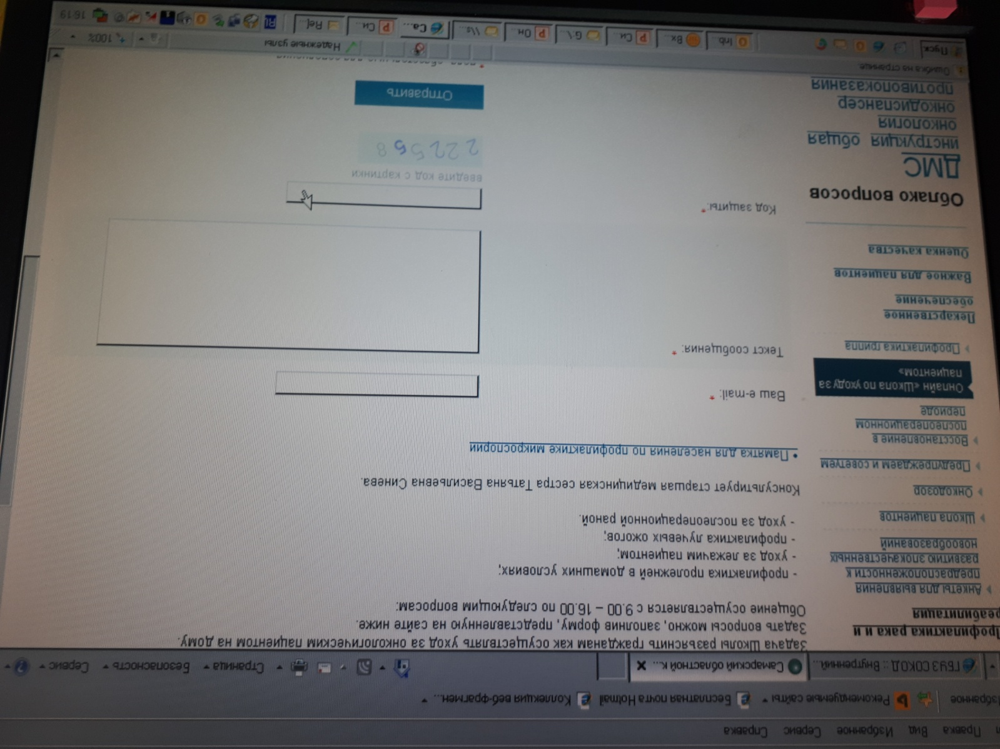 Правка Вид Избранное Сервис Справка
Избранное Рекомендуемые сайты Бесплатная почта Hotmail Коллекция веб-фрагмен...
ГБУЗ СОКОД :: Внутренний... Самарский областной к... Страница Безопасность Сервис
Профилактика рака и и
реабилитация
Анкеты для выявления
предрасположенности к
развитию злокачественных
новообразований
Школа пациентов
Онкодозор
Предупреждаем и советуем
Восстановление в
послеоперационном
периоде
Онлайн «Школа по уходу за
пациентом»
Профилактика гриппа
Лекарственное
обеспечение
Важное для пациентов
Оценка качества
Облако вопросов
ДМС
инструкция общая
онкология
онкодиспансер
противопоказания
Задача Школы разъяснить гражданам как осуществлять уход за онкологическим пациентом на дому.
Задать вопросы можно, заполнив форму, представленную на сайте ниже.
Общение осуществляется с 9.00 – 16.00 по следующим вопросам:
- профилактика пролежней в домашних условиях;
- уход за лежачим пациентом;
- профилактика лучевых ожогов;
- уход за послеоперационной раной.
Консультирует старшая медицинская сестра Татьяна Васильевна Синева.
• Памятка для населения по профилактике микроспории
Ваш e-mail: *
Текст сообщения: *
Код защиты: *
введите код с картинки
222558
Отправить
Ошибка на странице. Надежные узлы 100%
Пуск Inb... Вх... Си... G:\... Он... \\s... Са... Си... Re[... RU 16:19